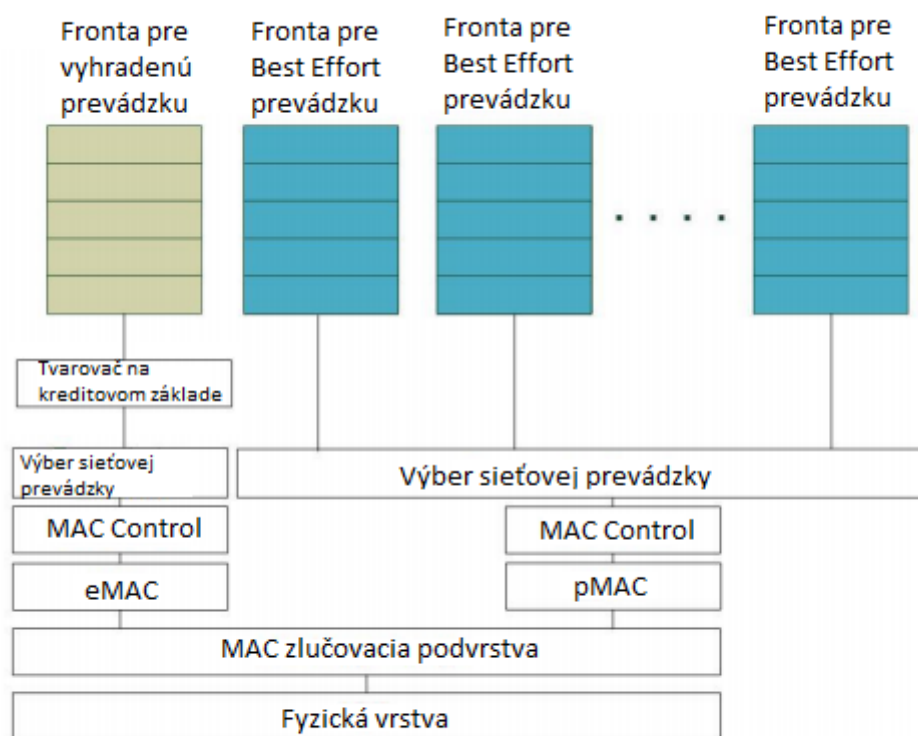 Fronta pre
vyhradenú
prevádzku
Fronta pre
Best Effort
prevádzku
Fronta pre
Best Effort
prevádzku
Fronta pre
Best Effort
prevádzku
Tvarovač na
kreditovom základe
Výber sieťovej
prevádzky
Výber sieťovej prevádzky
MAC Control
MAC Control
eMAC
pMAC
MAC zlučovacia podvrstva
Fyzická vrstva